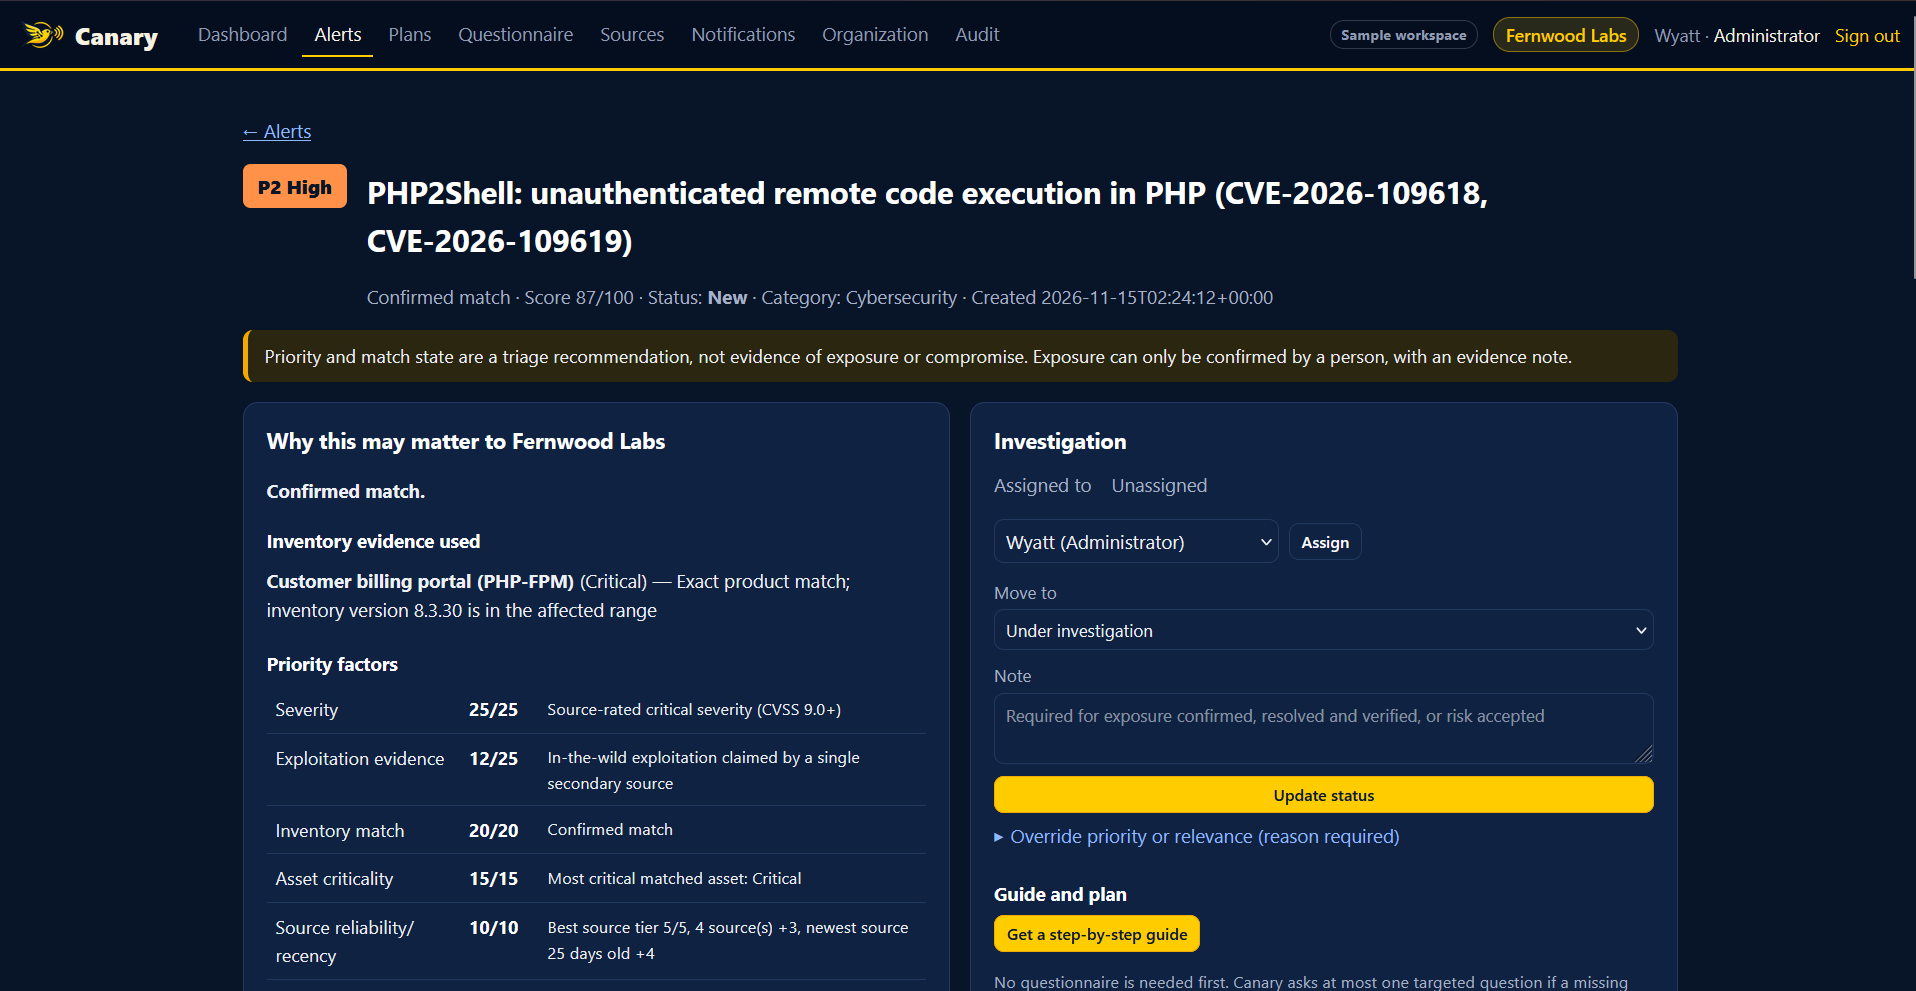 Canary
Dashboard Alerts Plans Questionnaire Sources Notifications Organization Audit
Sample workspace Fernwood Labs Wyatt · Administrator Sign out
← Alerts
P2 High
PHP2Shell: unauthenticated remote code execution in PHP (CVE-2026-109618,
CVE-2026-109619)
Confirmed match · Score 87/100 · Status: New · Category: Cybersecurity · Created 2026-11-15T02:24:12+00:00
Priority and match state are a triage recommendation, not evidence of exposure or compromise. Exposure can only be confirmed by a person, with an evidence note.
Why this may matter to Fernwood Labs
Confirmed match.
Inventory evidence used
Customer billing portal (PHP-FPM) (Critical) — Exact product match;
inventory version 8.3.30 is in the affected range
Priority factors
Severity 25/25 Source-rated critical severity (CVSS 9.0+)
Exploitation evidence 12/25 In-the-wild exploitation claimed by a single
secondary source
Inventory match 20/20 Confirmed match
Asset criticality 15/15 Most critical matched asset: Critical
Source reliability/ 10/10 Best source tier 5/5, 4 source(s) +3, newest source
recency 25 days old +4
Investigation
Assigned to Unassigned
Wyatt (Administrator) Assign
Move to
Under investigation
Note
Required for exposure confirmed, resolved and verified, or risk accepted
Update status
▸ Override priority or relevance (reason required)
Guide and plan
Get a step-by-step guide
No questionnaire is needed first. Canary asks at most one targeted question if a missing